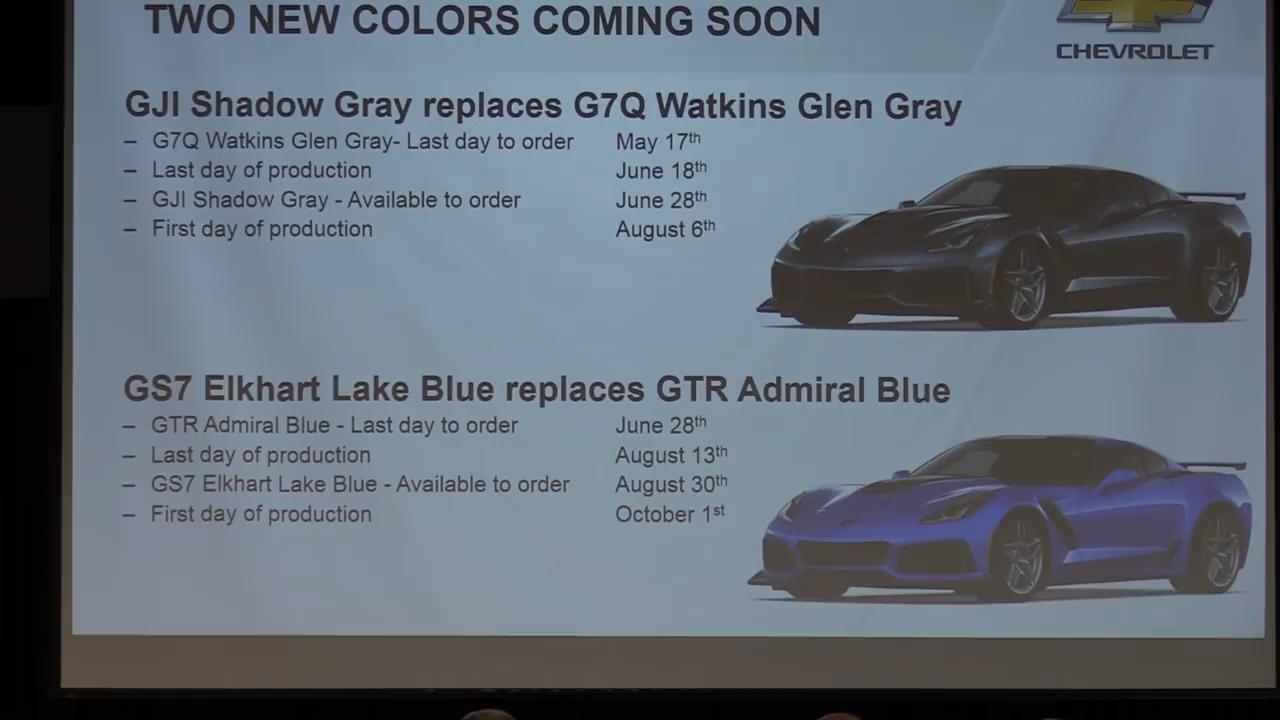 TWO NEW COLORS COMING SOON
CHEVROLET
GJI Shadow Gray replaces G7Q Watkins Glen Gray
– G7Q Watkins Glen Gray- Last day to order May 17th
– Last day of production June 18th
– GJI Shadow Gray - Available to order June 28th
– First day of production August 6th
GS7 Elkhart Lake Blue replaces GTR Admiral Blue
– GTR Admiral Blue - Last day to order June 28th
– Last day of production August 13th
– GS7 Elkhart Lake Blue - Available to order August 30th
– First day of production October 1st